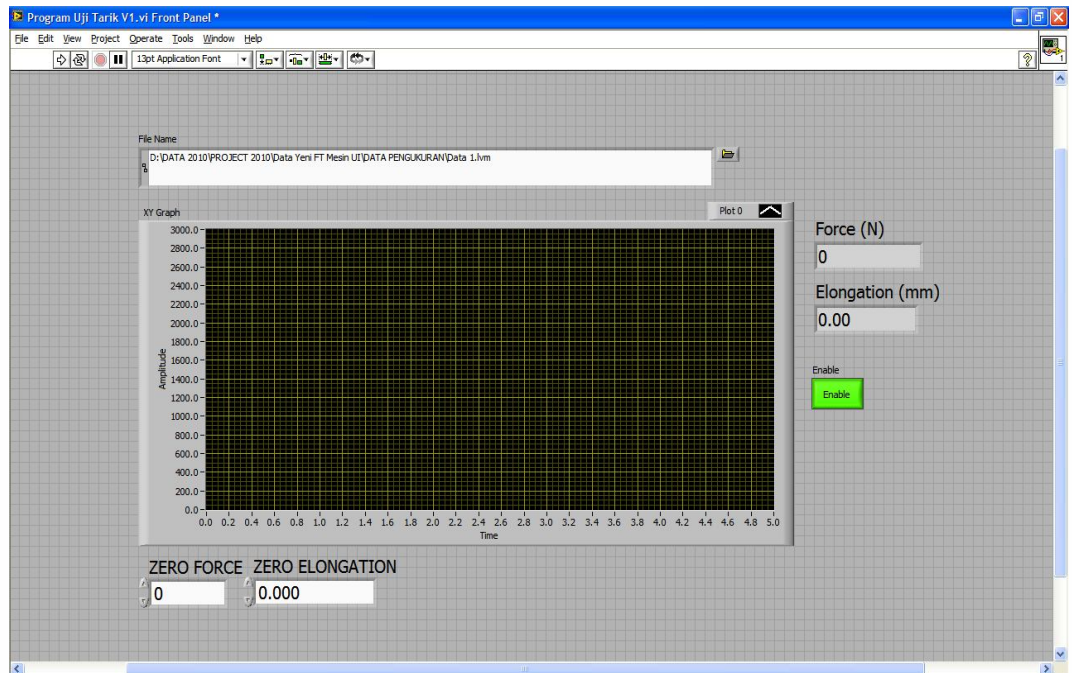 Program Uji Tarik V1.vi Front Panel *
File Edit View Project Operate Tools Window Help
13pt Application Font
1
File Name
D:\DATA 2010\PROJECT 2010\Data Yeni FT Mesin UI\DATA PENGUKURAN\Data 1.lvm
XY Graph
Plot 0
3000.0
2800.0
2600.0
2400.0
2200.0
2000.0
1800.0
1600.0
1400.0
1200.0
1000.0
800.0
600.0
400.0
200.0
0.0
Amplitude
0.0 0.2 0.4 0.6 0.8 1.0 1.2 1.4 1.6 1.8 2.0 2.2 2.4 2.6 2.8 3.0 3.2 3.4 3.6 3.8 4.0 4.2 4.4 4.6 4.8 5.0
Time
Force (N)
0
Elongation (mm)
0.00
Enable
Enable
ZERO FORCE ZERO ELONGATION
0 0.000